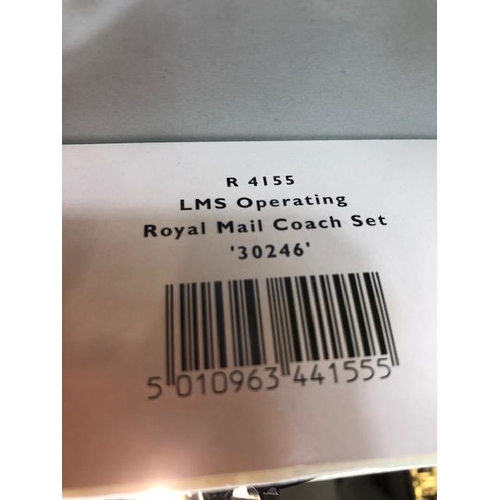 R 4155
LMS Operating
Royal Mail Coach Set
'30246'
5 010963 441555